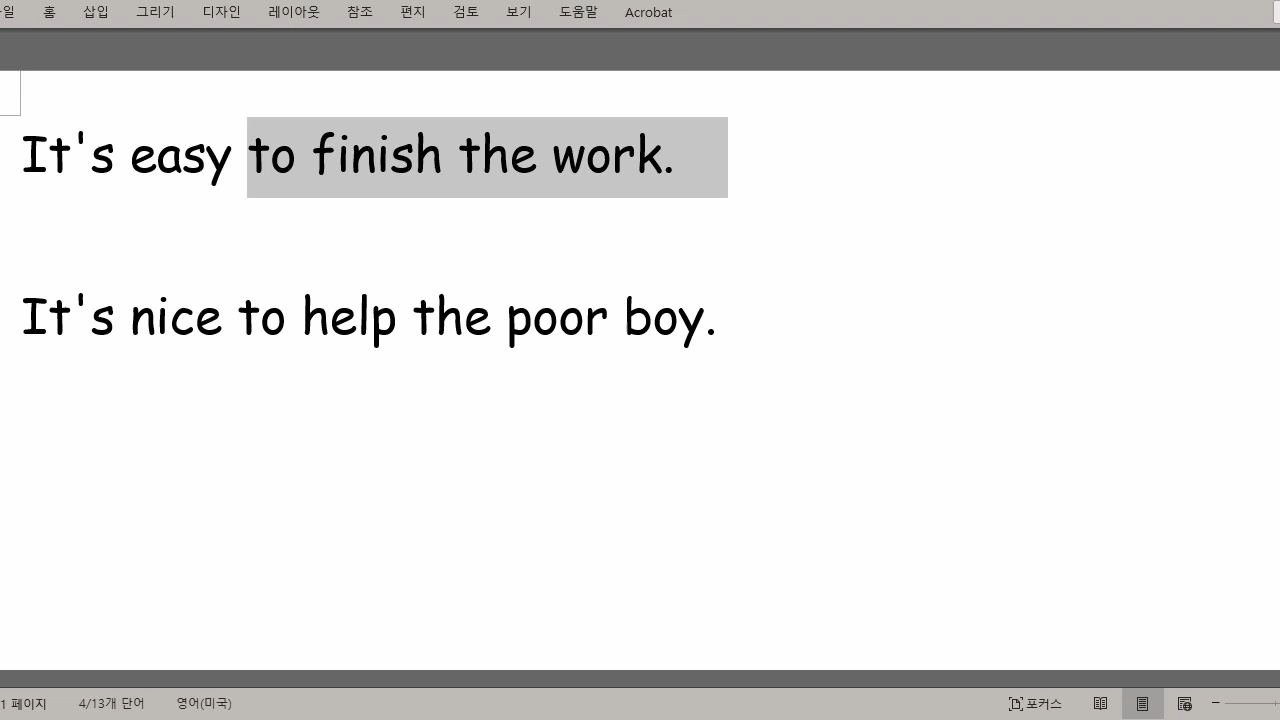 일 홈 삽입 그리기 디자인 레이아웃 참조 편지 검토 보기 도움말 Acrobat
It's easy to finish the work.
It's nice to help the poor boy.
1 페이지 4/13개 단어 영어(미국) 포커스